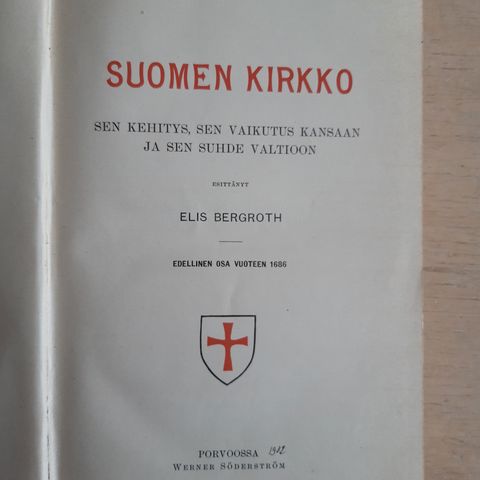 SUOMEN KIRKKO
SEN KEHITYS, SEN VAIKUTUS KANSAAN
JA SEN SUHDE VALTIOON
ESITTÄNYT
ELIS BERGROTH
EDELLINEN OSA VUOTEEN 1686
PORVOOSSA
WERNER SÖDERSTRÖM